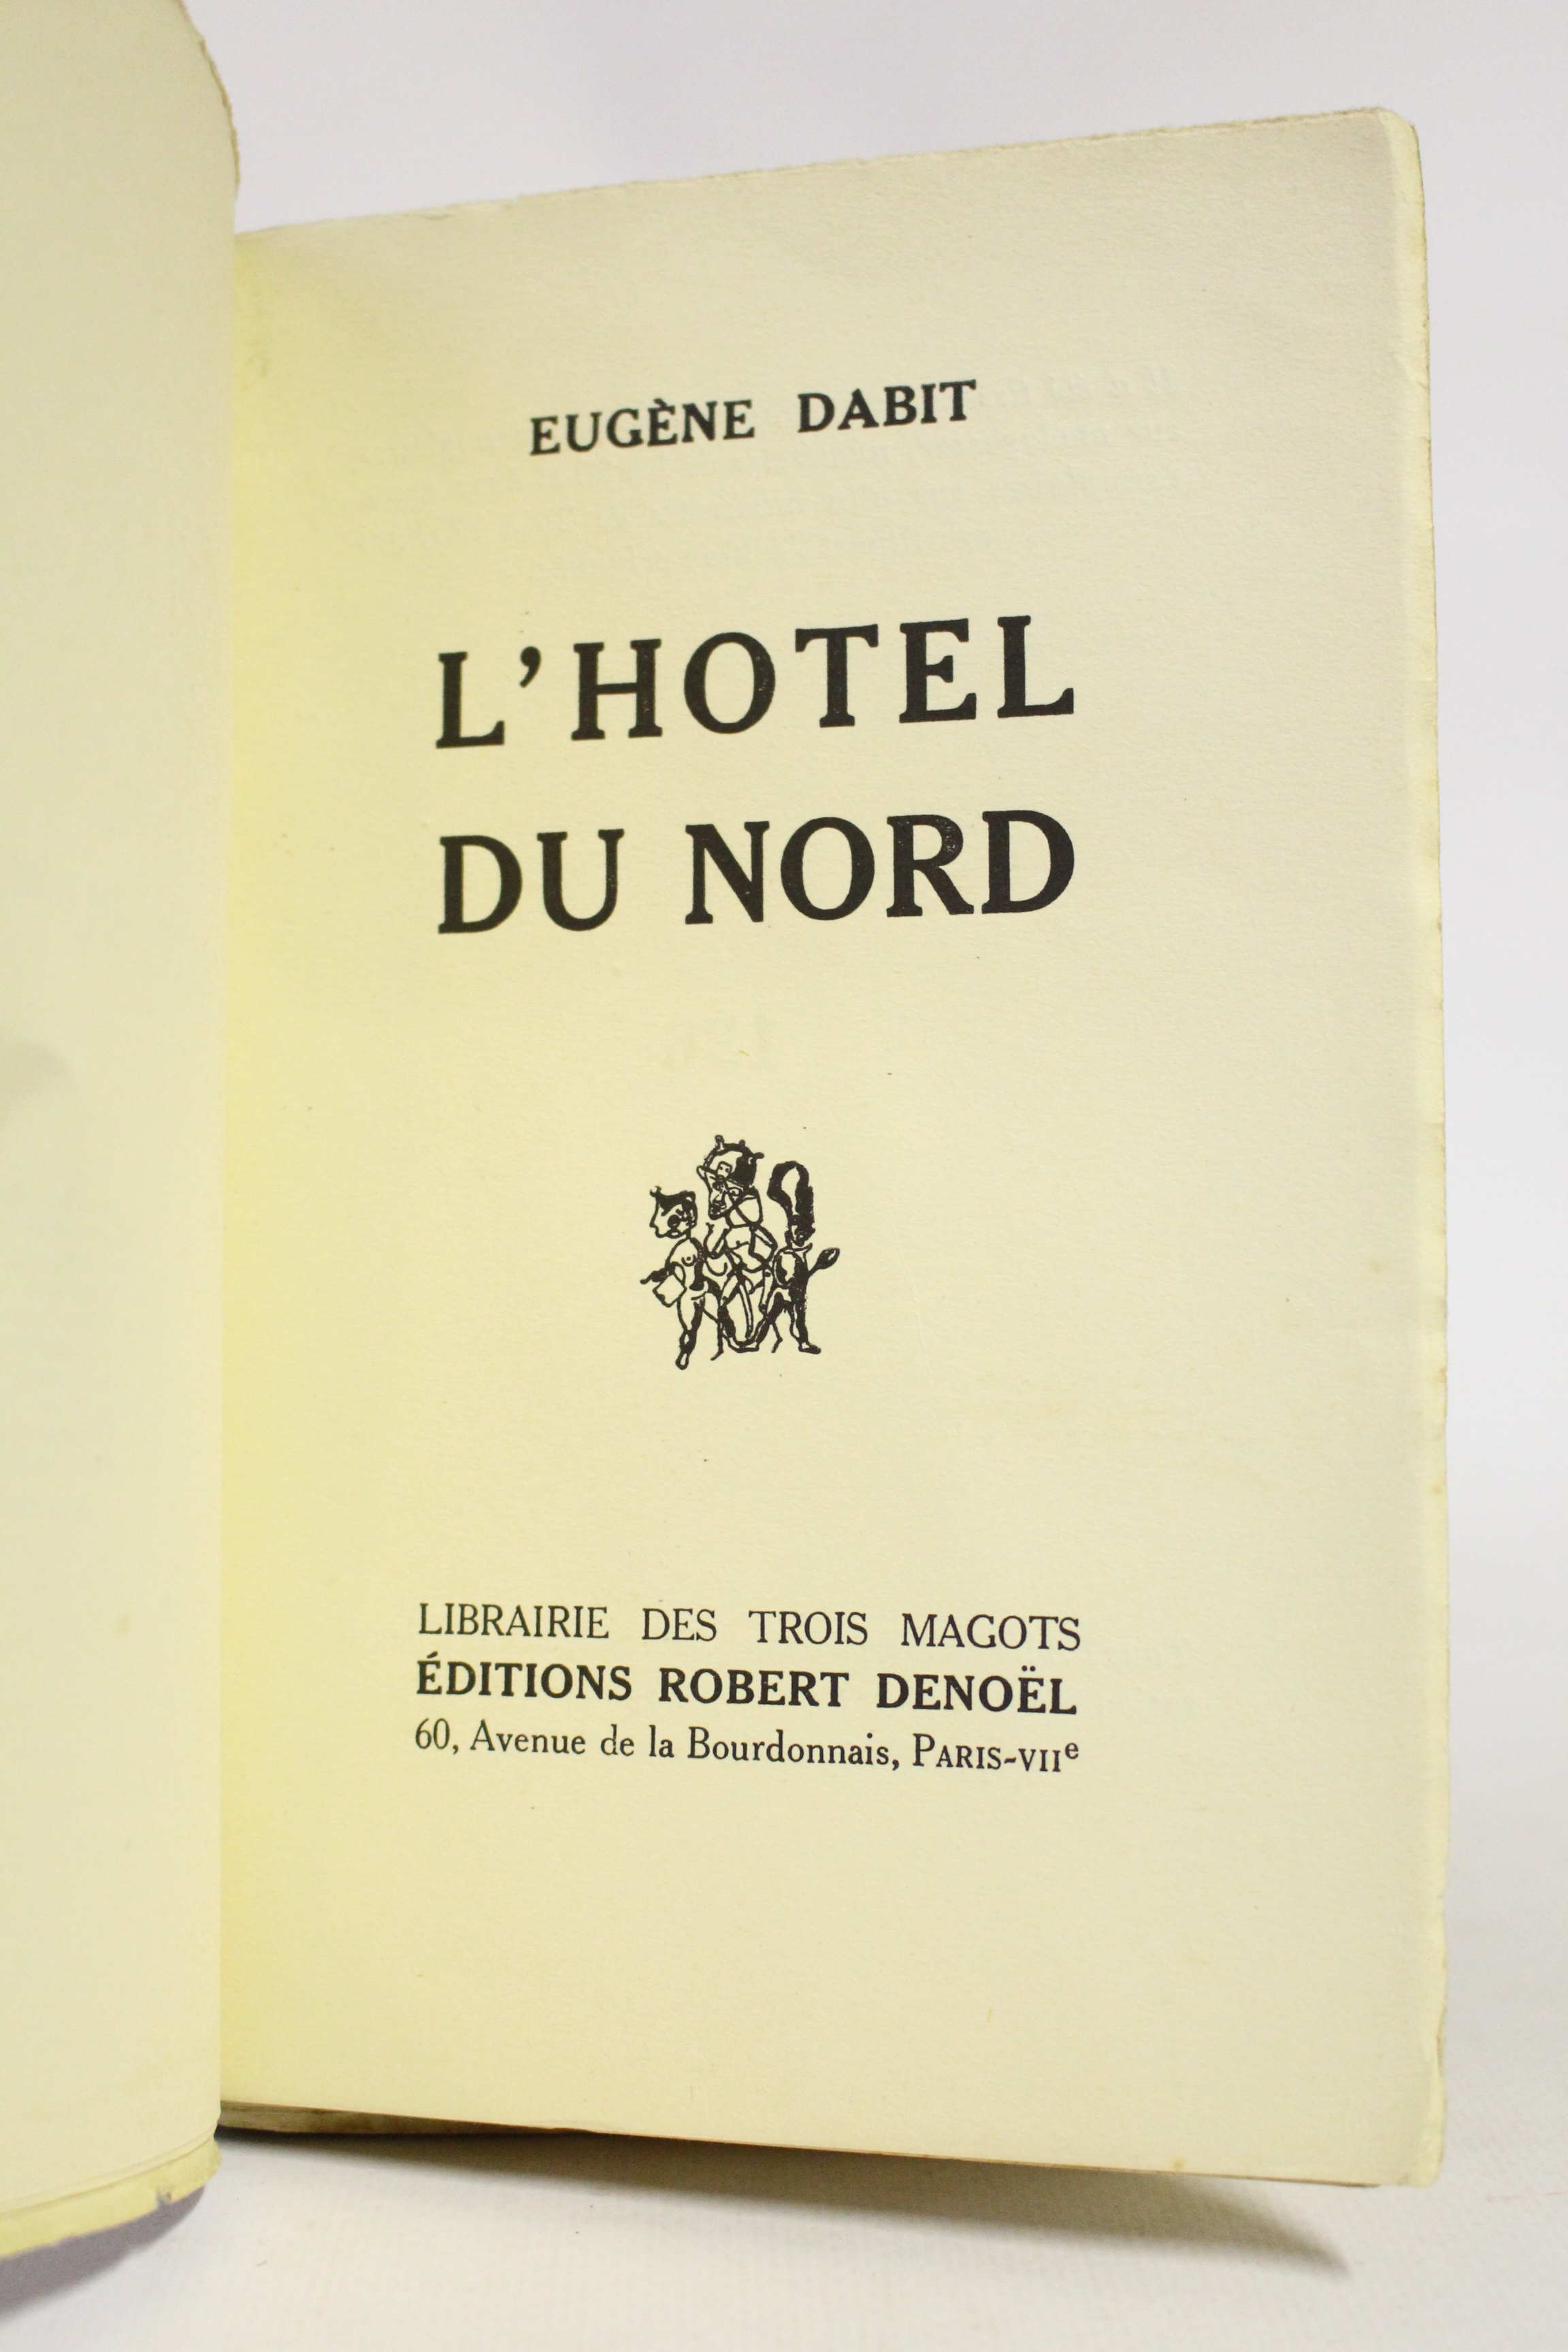 EUGÈNE DABIT
L'HOTEL
DU NORD
LIBRAIRIE DES TROIS MAGOTS
ÉDITIONS ROBERT DENOËL
60, Avenue de la Bourdonnais, PARIS-VIIe